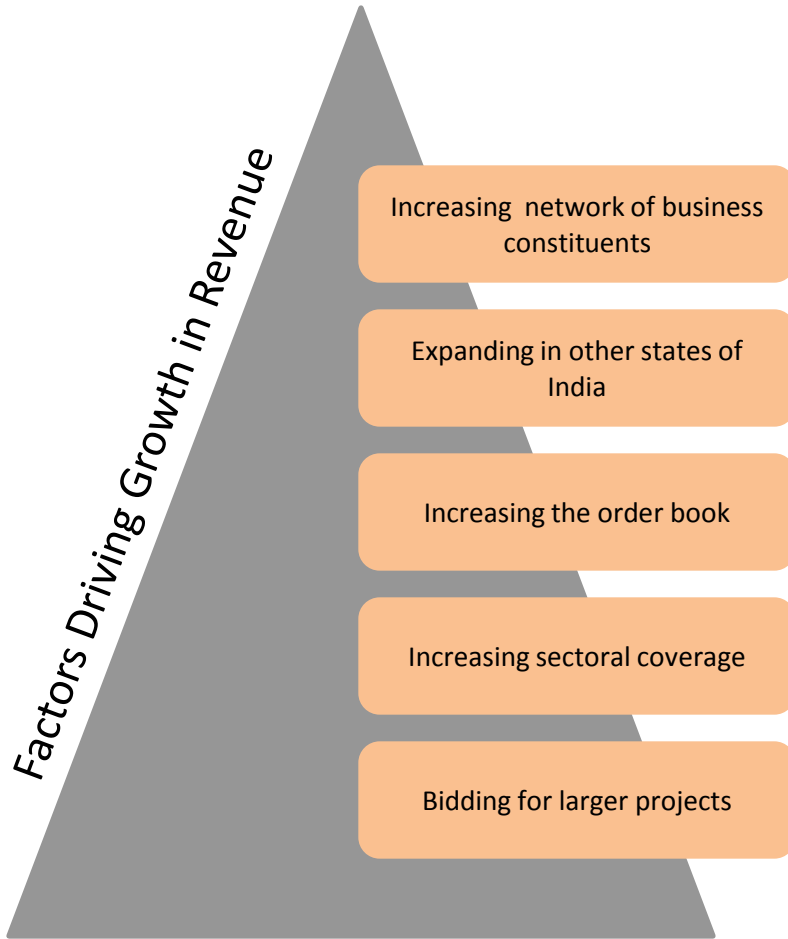 Factors Driving Growth in Revenue
Increasing network of business
constituents
Expanding in other states of
India
Increasing the order book
Increasing sectoral coverage
Bidding for larger projects